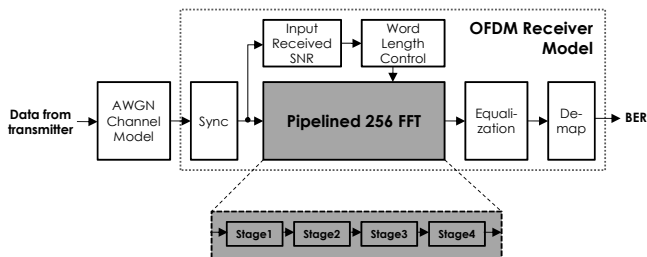 OFDM Receiver
Model
Input
Received
SNR
Word
Length
Control
Data from
transmitter
AWGN
Channel
Model
Sync
Pipelined 256 FFT
Equali-
zation
De-
map
BER
Stage1
Stage2
Stage3
Stage4